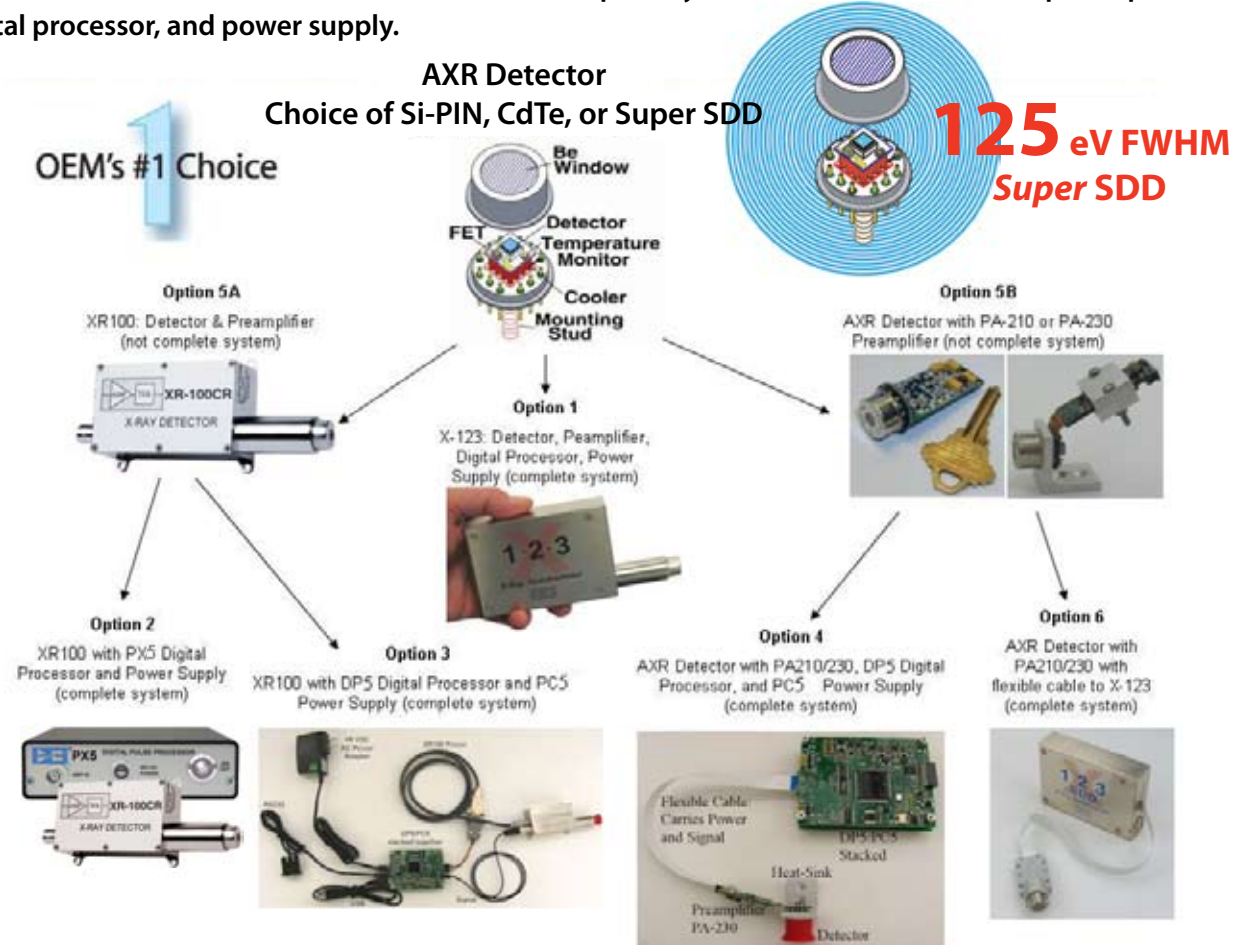 tal processor, and power supply.
AXR Detector
Choice of Si-PIN, CdTe, or Super SDD
1
OEM's #1 Choice
125 eV FWHM
Super SDD
Be
Window
Detector
FET
Temperature
Monitor
Cooler
Mounting
Stud
Option 5A
XR100: Detector & Preamplifier
(not complete system)
XR-100CR
X-RAY DETECTOR
Option 1
X-123: Detector, Peamplifier,
Digital Processor, Power
Supply (complete system)
1·2·3
Option 5B
AXR Detector with PA-210 or PA-230
Preamplifier (not complete system)
Option 2
XR100 with PX5 Digital
Processor and Power Supply
(complete system)
PX5 DIGITAL PULSE PROCESSOR
XR-100CR
X-RAY DETECTOR
Option 3
XR100 with DP5 Digital Processor and PC5
Power Supply (complete system)
Option 4
AXR Detector with PA210/230, DP5 Digital
Processor, and PC5 Power Supply
(complete system)
Flexible Cable
Carries Power
and Signal
DP5/PC5
Stacked
Heat-Sink
Preamplifier
PA-230
Detector
Option 6
AXR Detector with
PA210/230 with
flexible cable to X-123
(complete system)
1 2 3
SDD